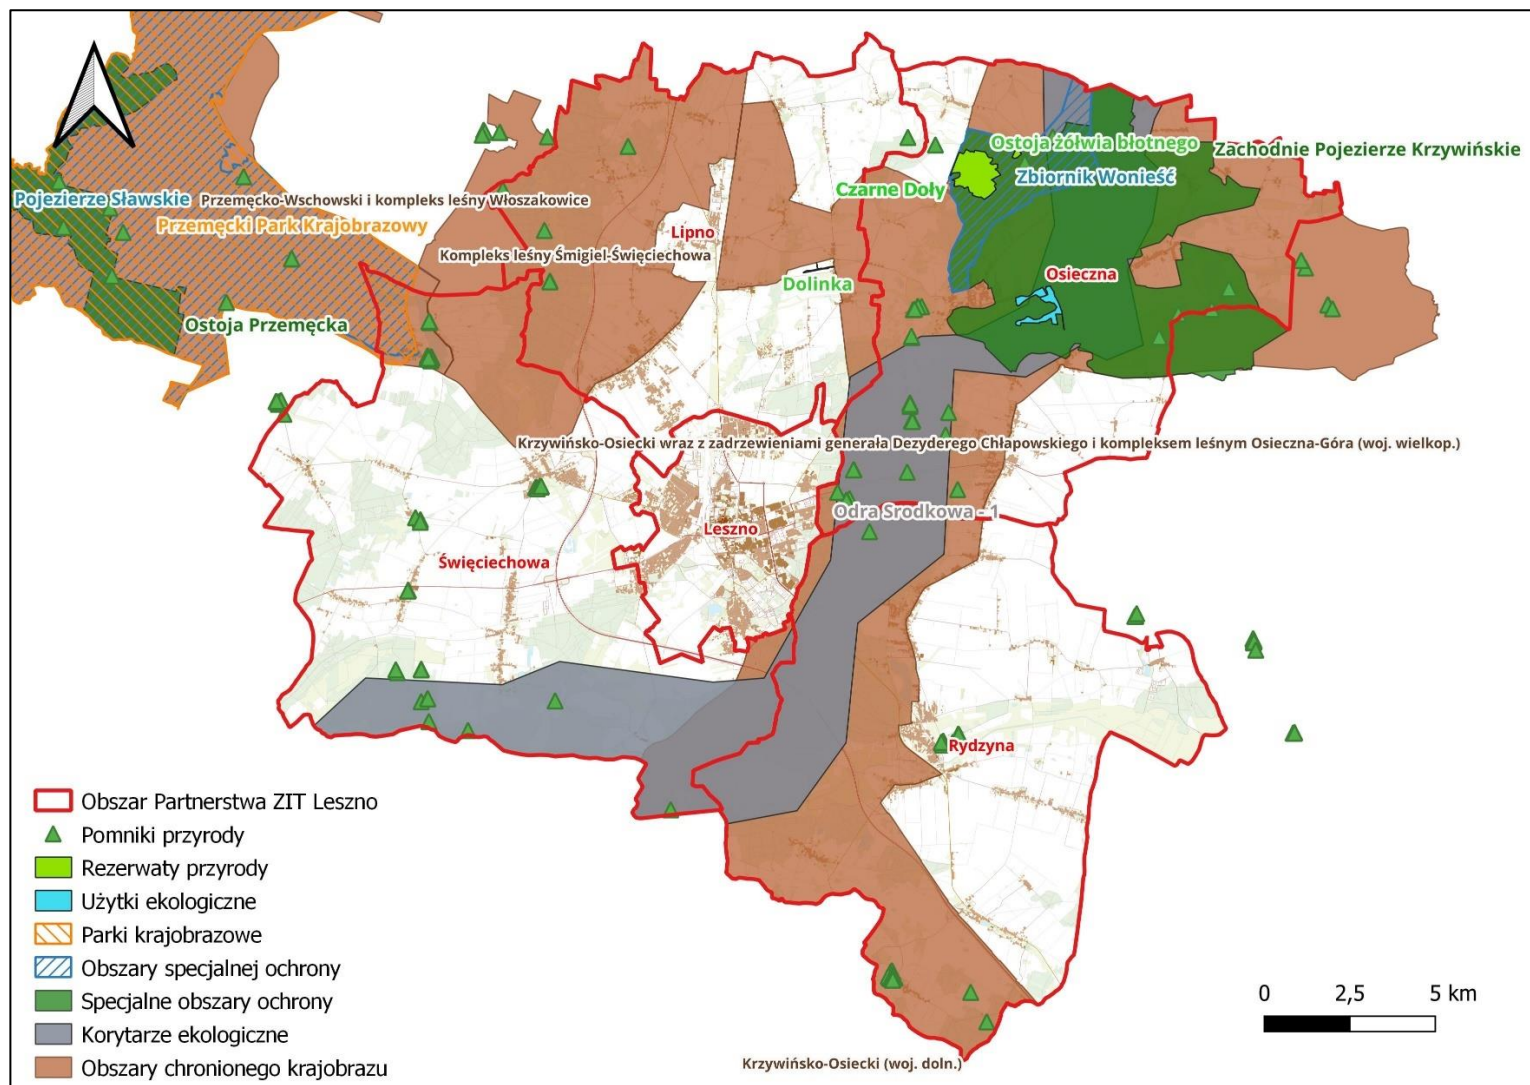 Ostoja żółwia błotnego
Zachodnie Pojezierze Krzywińskie
Zbiornik Wonieść
Czarne Doły
Pojezierze Sławskie
Przemęcko-Wschowski i kompleks leśny Włoszakowice
Przemęcki Park Krajobrazowy
Lipno
Kompleks leśny Śmigiel-Święciechowa
Osieczna
Dolinka
Ostoja Przemęcka
Krzywińsko-Osiecki wraz z zadrzewieniami generała Dezyderego Chłapowskiego i kompleksem leśnym Osieczna-Góra (woj. wielkop.)
Odra Srodkowa - 1
Leszno
Święciechowa
Rydzyna
Obszar Partnerstwa ZIT Leszno
Pomniki przyrody
Rezerwaty przyrody
Użytki ekologiczne
Parki krajobrazowe
Obszary specjalnej ochrony
Specjalne obszary ochrony
Korytarze ekologiczne
Obszary chronionego krajobrazu
0 2,5 5 km
Krzywińsko-Osiecki (woj. doln.)